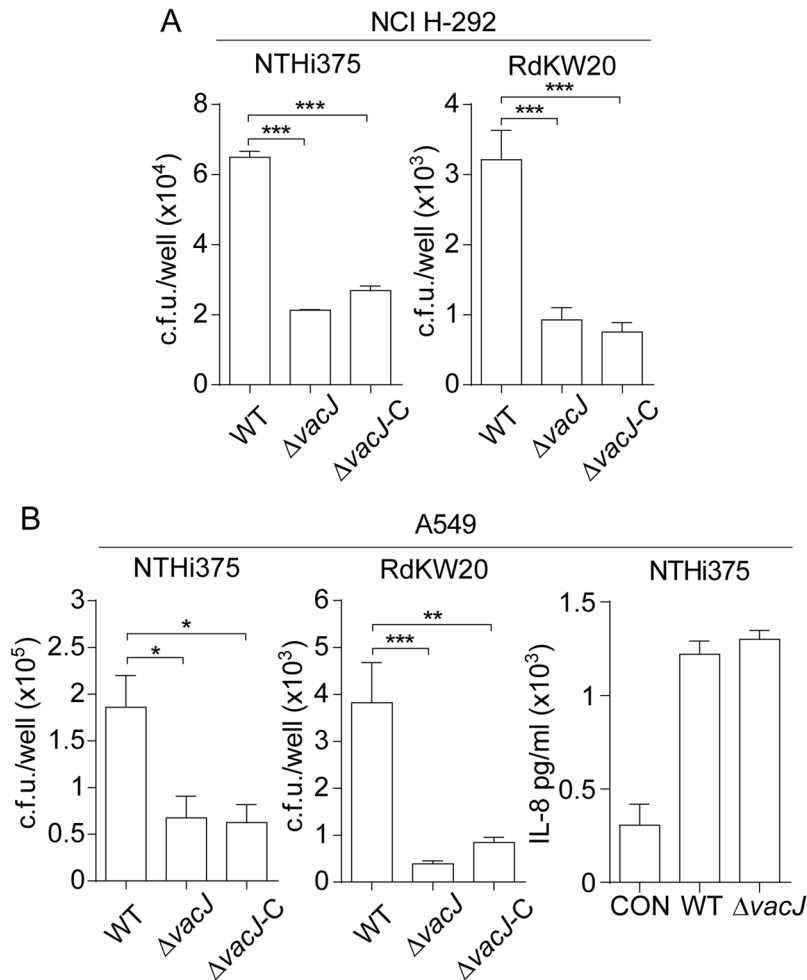 A
NCI H-292
NTHi375
c.f.u./well (x10⁴)
8
6
4
2
0
***
***
WT
ΔvacJ
ΔvacJ-C
RdKW20
c.f.u./well (x10³)
4
3
2
1
0
***
***
WT
ΔvacJ
ΔvacJ-C
B
A549
NTHi375
c.f.u./well (x10⁵)
3
2.5
2
1.5
1
0.5
0
*
*
WT
ΔvacJ
ΔvacJ-C
RdKW20
c.f.u./well (x10³)
6
5
4
3
2
1
0
**
***
WT
ΔvacJ
ΔvacJ-C
NTHi375
IL-8 pg/ml (x10³)
1.5
1
0.5
0
CON WT ΔvacJ